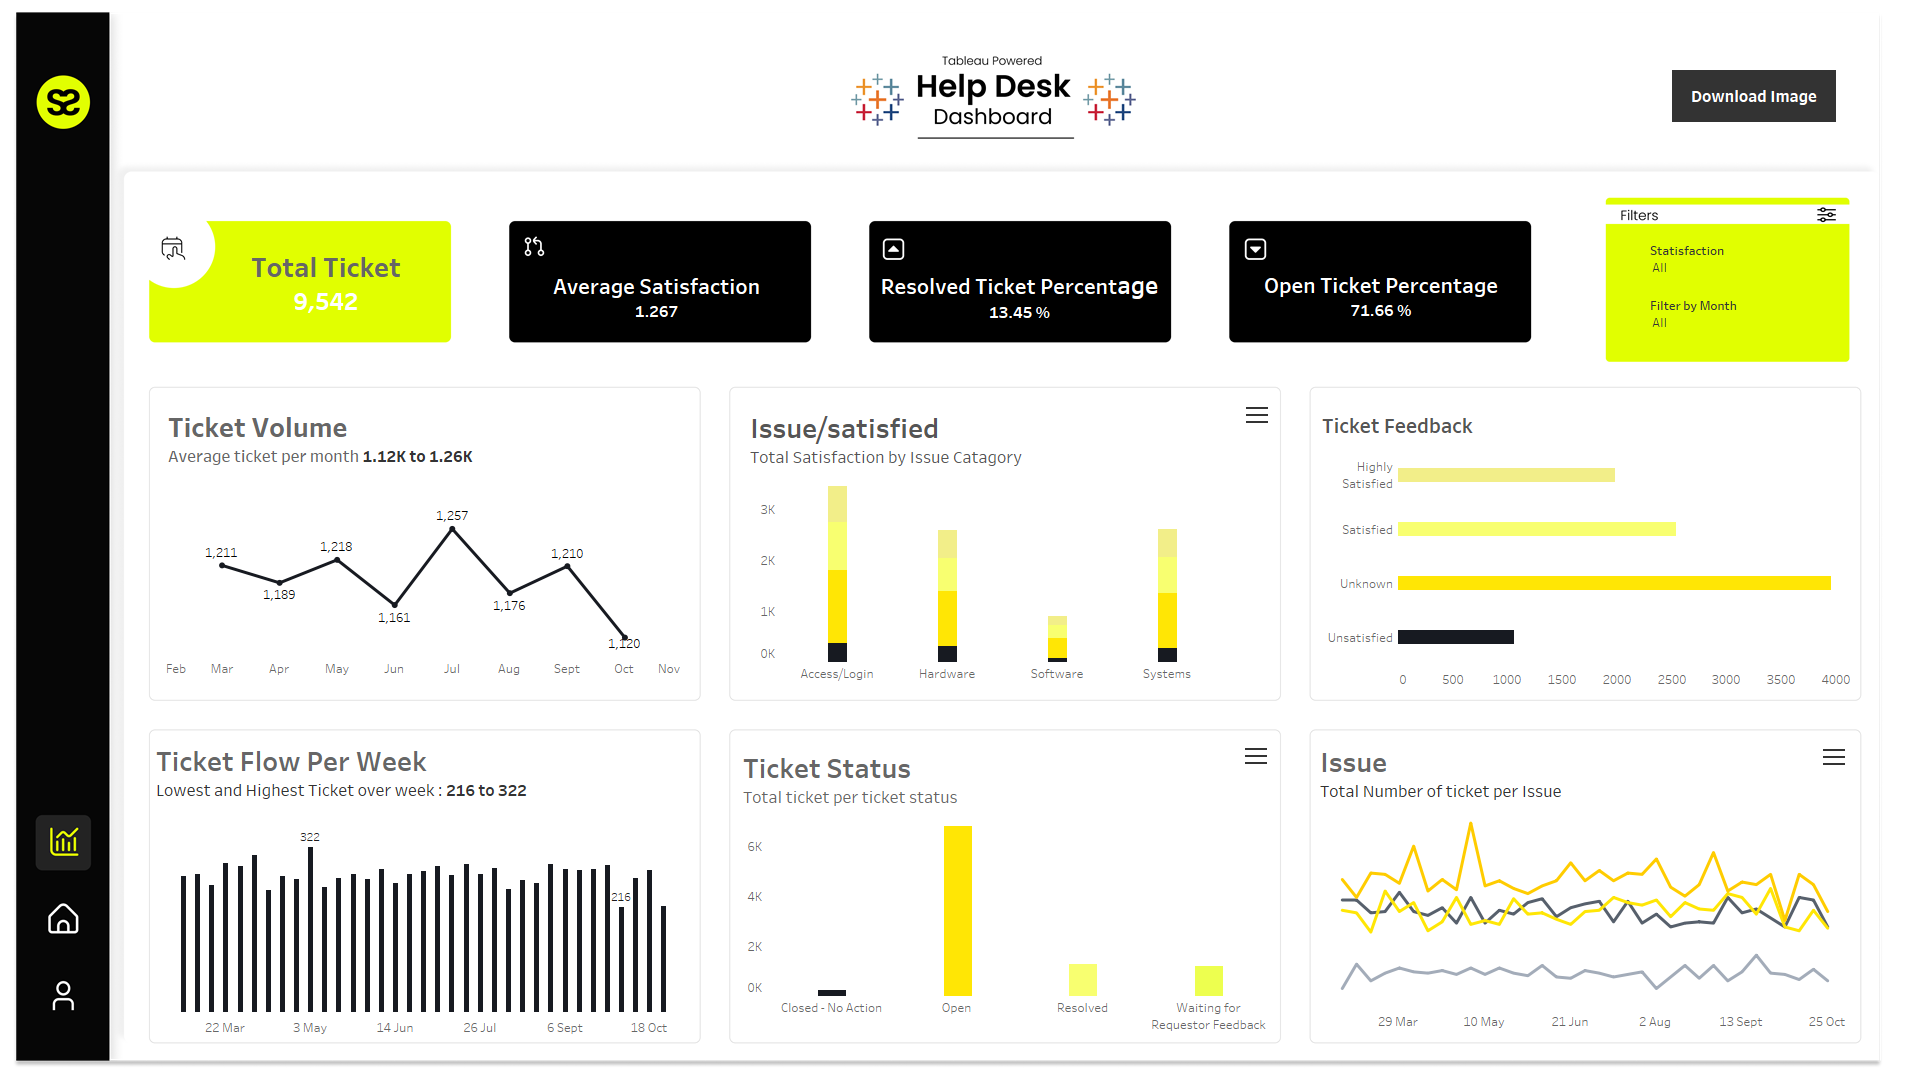 Tableau Powered
Help Desk
Dashboard
Download Image
Total Ticket
9,542
Average Satisfaction
1.267
Resolved Ticket Percentage
13.45 %
Open Ticket Percentage
71.66 %
Filters
Statisfaction
All
Filter by Month
All
Ticket Volume
Average ticket per month 1.12K to 1.26K
1,257
1,211
1,218
1,210
1,189
1,161
1,176
1,120
Feb Mar Apr May Jun Jul Aug Sept Oct Nov
Issue/satisfied
Total Satisfaction by Issue Catagory
3K
2K
1K
0K
Access/Login Hardware Software Systems
Ticket Feedback
Highly
Satisfied
Satisfied
Unknown
Unsatisfied
0 500 1000 1500 2000 2500 3000 3500 4000
Ticket Flow Per Week
Lowest and Highest Ticket over week : 216 to 322
322
216
22 Mar 3 May 14 Jun 26 Jul 6 Sept 18 Oct
Ticket Status
Total ticket per ticket status
6K
4K
2K
0K
Closed - No Action Open Resolved Waiting for
Requestor Feedback
Issue
Total Number of ticket per Issue
29 Mar 10 May 21 Jun 2 Aug 13 Sept 25 Oct